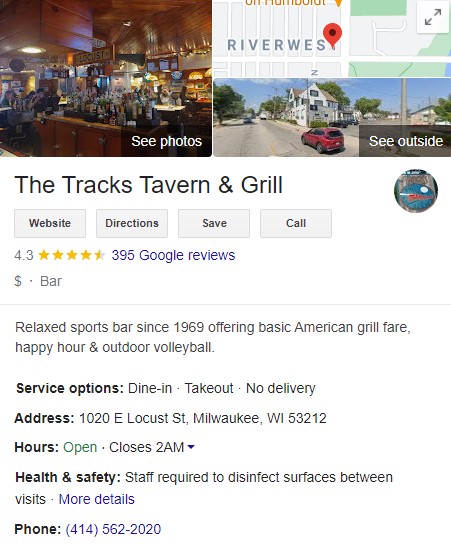 on Humboldt
RIVERWEST
See photos
See outside
The Tracks Tavern & Grill
Website
Directions
Save
Call
4.3 395 Google reviews
$ · Bar
Relaxed sports bar since 1969 offering basic American grill fare,
happy hour & outdoor volleyball.
Service options: Dine-in · Takeout · No delivery
Address: 1020 E Locust St, Milwaukee, WI 53212
Hours: Open · Closes 2AM
Health & safety: Staff required to disinfect surfaces between
visits · More details
Phone: (414) 562-2020